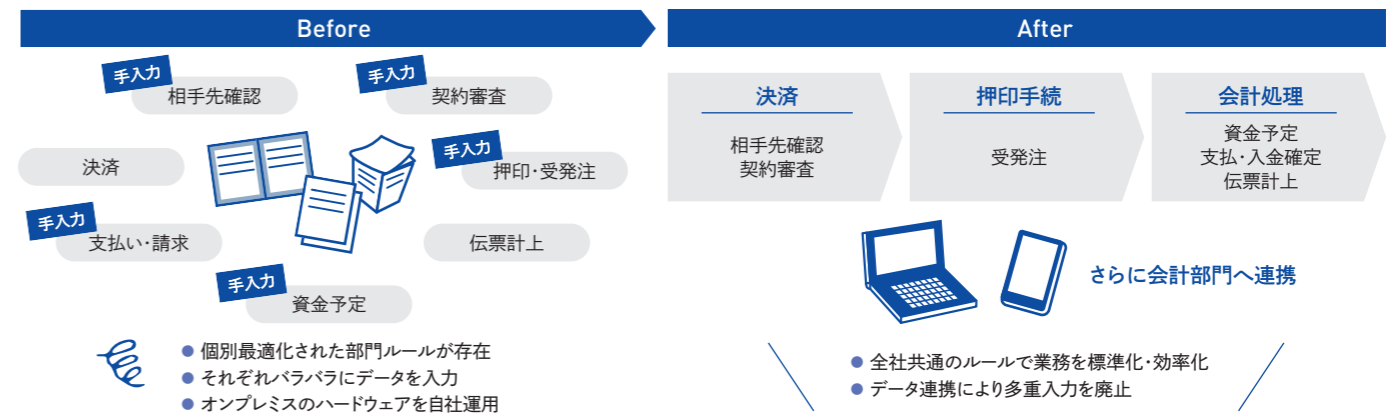 Before
手入力
相手先確認
手入力
契約審査
決済
手入力
押印・受発注
手入力
支払い・請求
伝票計上
手入力
資金予定
● 個別最適化された部門ルールが存在
● それぞれバラバラにデータを入力
● オンプレミスのハードウェアを自社運用
After
決済
相手先確認
契約審査
押印手続
受発注
会計処理
資金予定
支払・入金確定
伝票計上
さらに会計部門へ連携
● 全社共通のルールで業務を標準化・効率化
● データ連携により多重入力を廃止